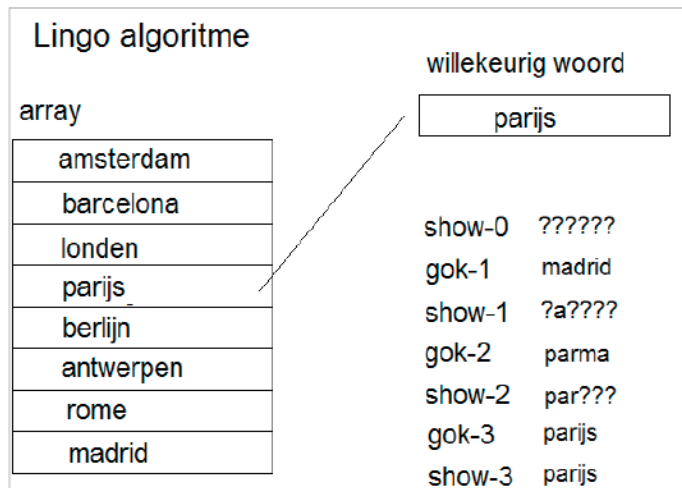 Lingo algoritme
array
amsterdam
barcelona
londen
parijs
berlijn
antwerpen
rome
madrid
willekeurig woord
parijs
show-0 ??????
gok-1 madrid
show-1 ?a????
gok-2 parma
show-2 par???
gok-3 parijs
show-3 parijs